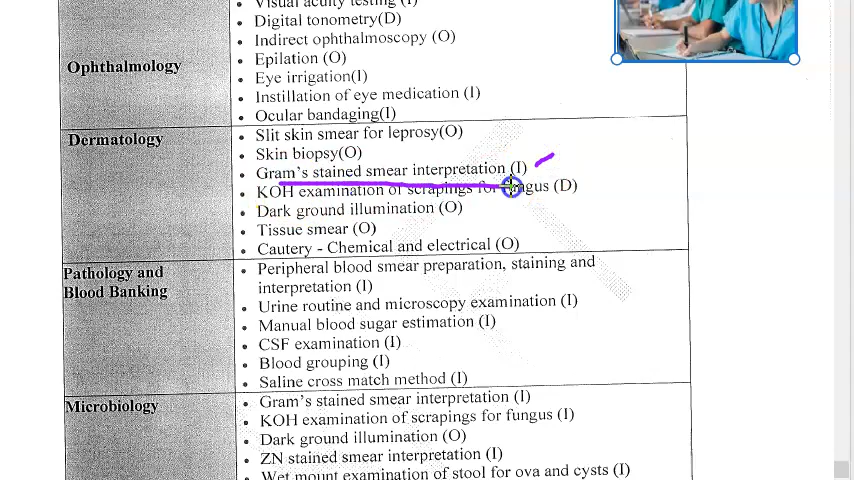 Visual acuity testing (I)
Digital tonometry(D)
Indirect ophthalmoscopy (O)
Ophthalmology
Epilation (O)
Eye irrigation(I)
Instillation of eye medication (I)
Ocular bandaging(I)
Dermatology
Slit skin smear for leprosy(O)
Skin biopsy(O)
Gram's stained smear interpretation (I)
KOH examination of scrapings for fungus (D)
Dark ground illumination (O)
Tissue smear (O)
Cautery - Chemical and electrical (O)
Pathology and
Blood Banking
Peripheral blood smear preparation, staining and
interpretation (I)
Urine routine and microscopy examination (I)
Manual blood sugar estimation (I)
CSF examination (I)
Blood grouping (I)
Saline cross match method (I)
Microbiology
Gram's stained smear interpretation (I)
KOH examination of scrapings for fungus (I)
Dark ground illumination (O)
ZN stained smear interpretation (I)
Wet mount examination of stool for ova and cysts (I)